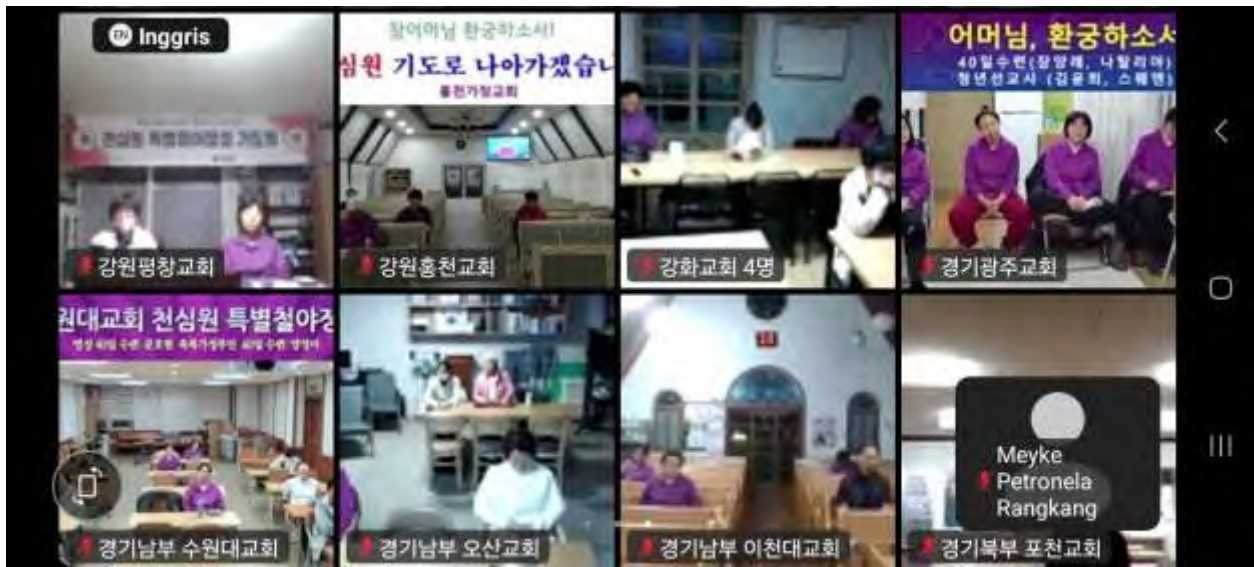 EN Inggris
강원평창교회
참어머님 환궁하소서!
심원 기도로 나아가겠습니
홍천가정교회
강원홍천교회
강화교회 4명
어머님, 환궁하소서
경기광주교회
원대교회 천심원 특별철야정
경기남부 수원대교회
경기남부 오산교회
경기남부 이천대교회
Meyke
Petronela
Rangkang
경기북부 포천교회